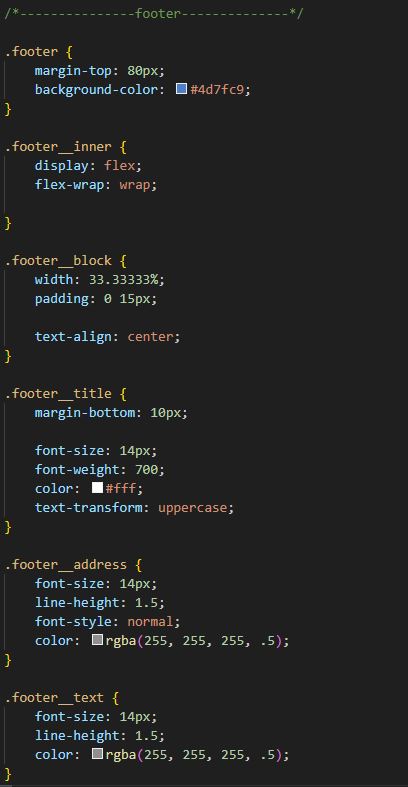 /*---------------footer--------------*/
.footer {
margin-top: 80px;
background-color: #4d7fc9;
}
.footer__inner {
display: flex;
flex-wrap: wrap;
}
.footer__block {
width: 33.33333%;
padding: 0 15px;
text-align: center;
}
.footer__title {
margin-bottom: 10px;
font-size: 14px;
font-weight: 700;
color: #fff;
text-transform: uppercase;
}
.footer__address {
font-size: 14px;
line-height: 1.5;
font-style: normal;
color: rgba(255, 255, 255, .5);
}
.footer__text {
font-size: 14px;
line-height: 1.5;
color: rgba(255, 255, 255, .5);
}